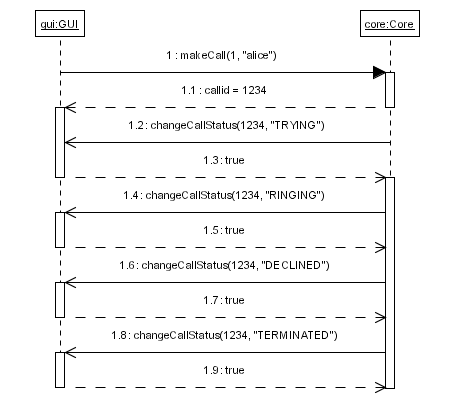 gui:GUI
core:Core
1 : makeCall(1, "alice")
1.1 : callid = 1234
1.2 : changeCallStatus(1234, "TRYING")
1.3 : true
1.4 : changeCallStatus(1234, "RINGING")
1.5 : true
1.6 : changeCallStatus(1234, "DECLINED")
1.7 : true
1.8 : changeCallStatus(1234, "TERMINATED")
1.9 : true